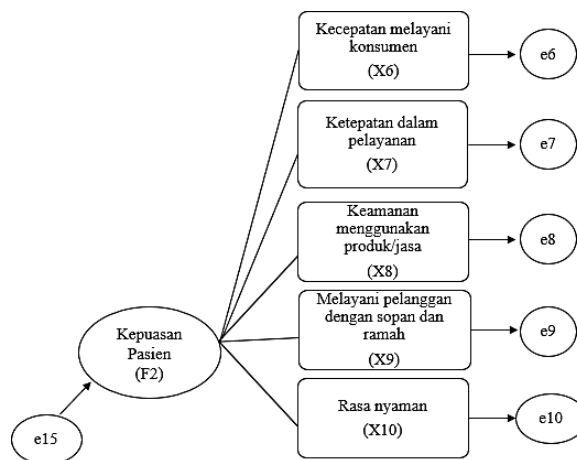 Kecepatan melayani
konsumen
(X6)
e6
Ketepatan dalam
pelayanan
(X7)
e7
Keamanan
menggunakan
produk/jasa
(X8)
e8
Melayani pelanggan
dengan sopan dan
ramah
(X9)
e9
Kepuasan
Pasien
(F2)
Rasa nyaman
(X10)
e10
e15